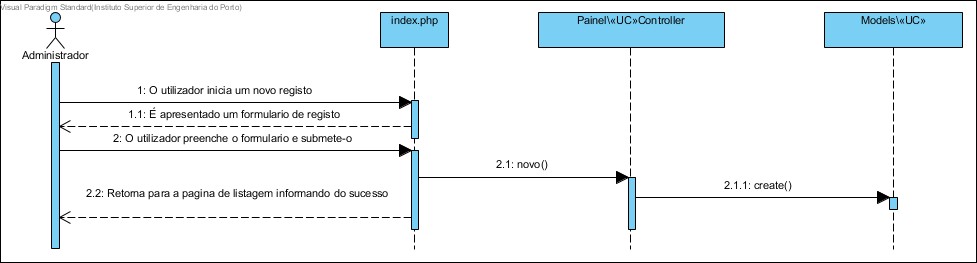 Visual Paradigm Standard(Instituto Superior de Engenharia do Porto)
index.php
Painel\«UC»Controller
Models\«UC»
Administrador
1: O utilizador inicia um novo registo
1.1: É apresentado um formulario de registo
2: O utilizador preenche o formulario e submete-o
2.1: novo()
2.1.1: create()
2.2: Retorna para a pagina de listagem informando do sucesso